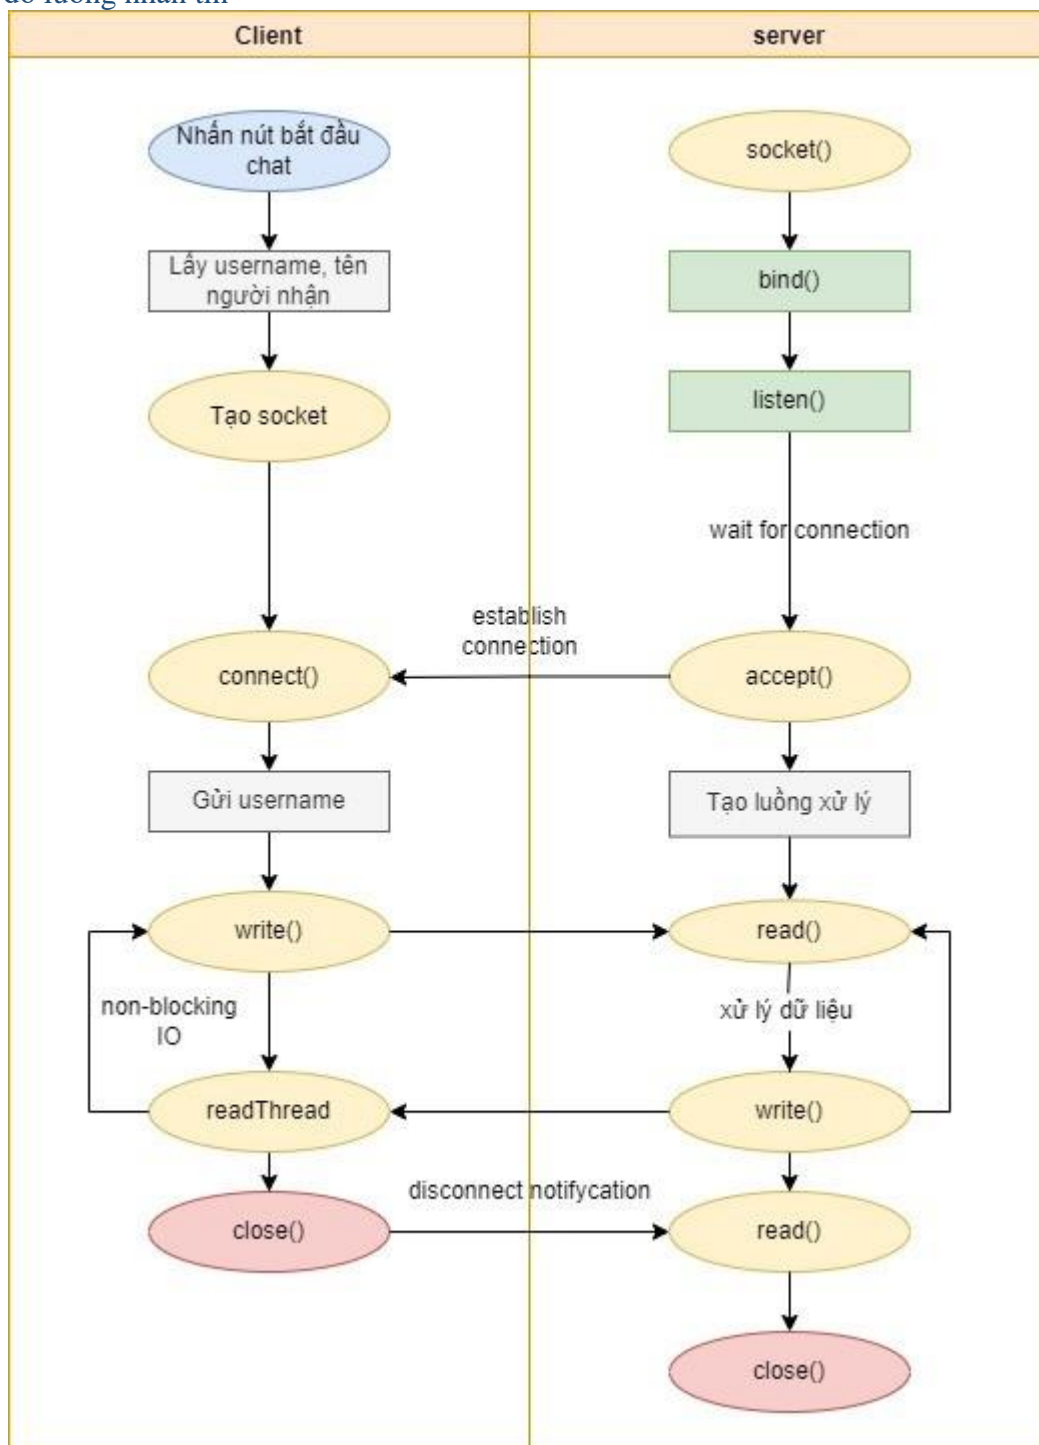 Client
server
Nhấn nút bắt đầu
chat
socket()
Lấy username, tên
người nhận
bind()
Tạo socket
listen()
wait for connection
establish
connection
connect()
accept()
Gửi username
Tạo luồng xử lý
write()
read()
non-blocking
IO
xử lý dữ liệu
readThread
write()
disconnect notifycation
close()
read()
close()